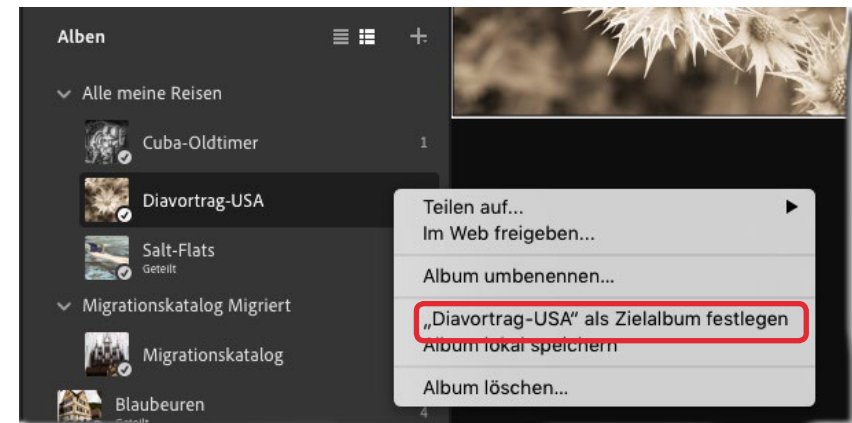 Alben
Alle meine Reisen
Cuba-Oldtimer 1
Diavortrag-USA
Salt-Flats
Geteilt
Migrationskatalog Migriert
Migrationskatalog
Blaubeuren
4
Geteilt
Teilen auf...
Im Web freigeben...
Album umbenennen...
„Diavortrag-USA“ als Zielalbum festlegen
Album lokal speichern
Album löschen...